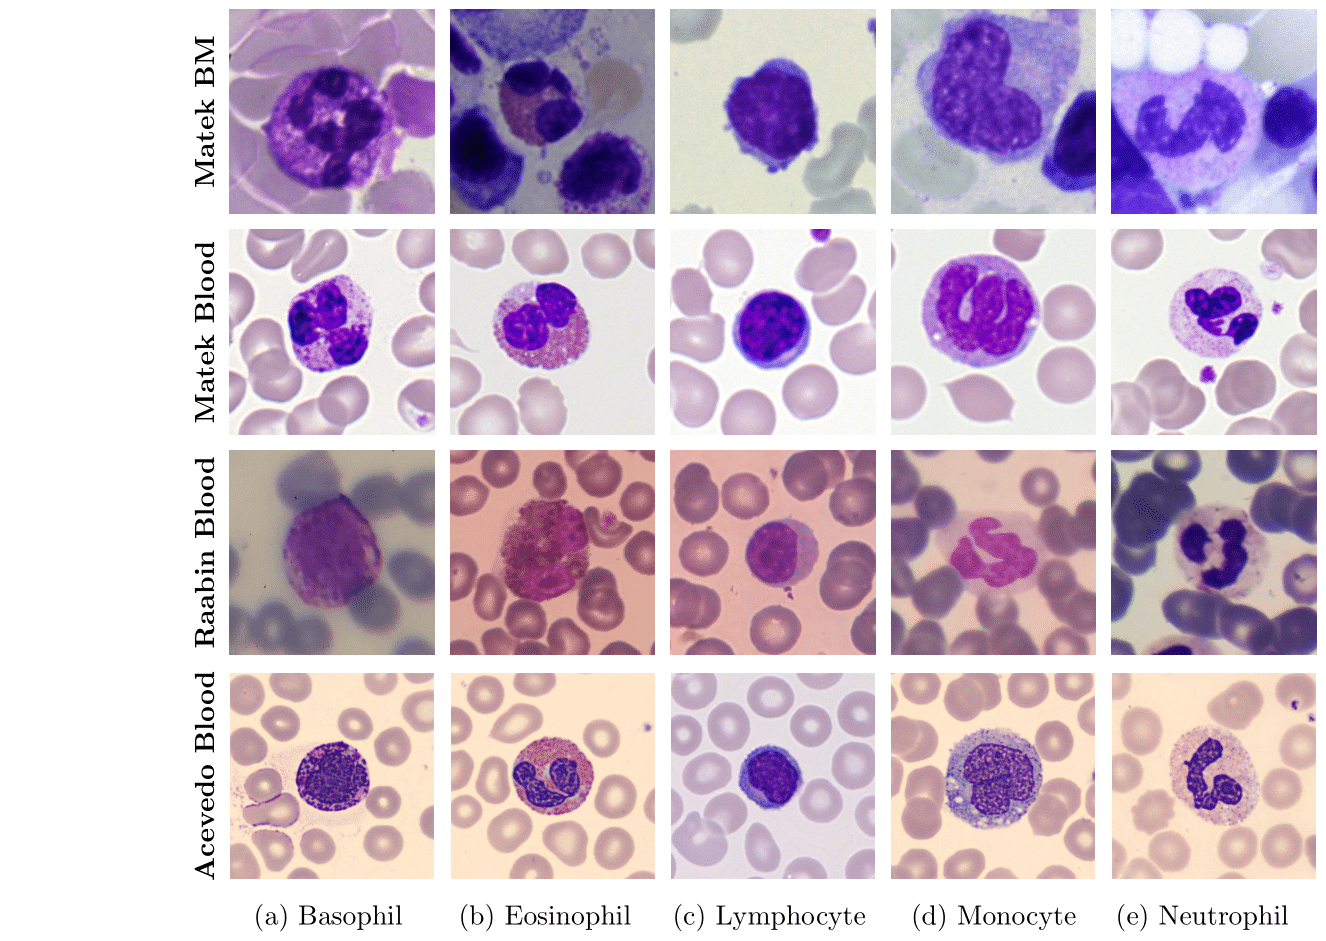 Matek BM
Matek Blood
Raabin Blood
Acevedo Blood
(a) Basophil
(b) Eosinophil
(c) Lymphocyte
(d) Monocyte
(e) Neutrophil